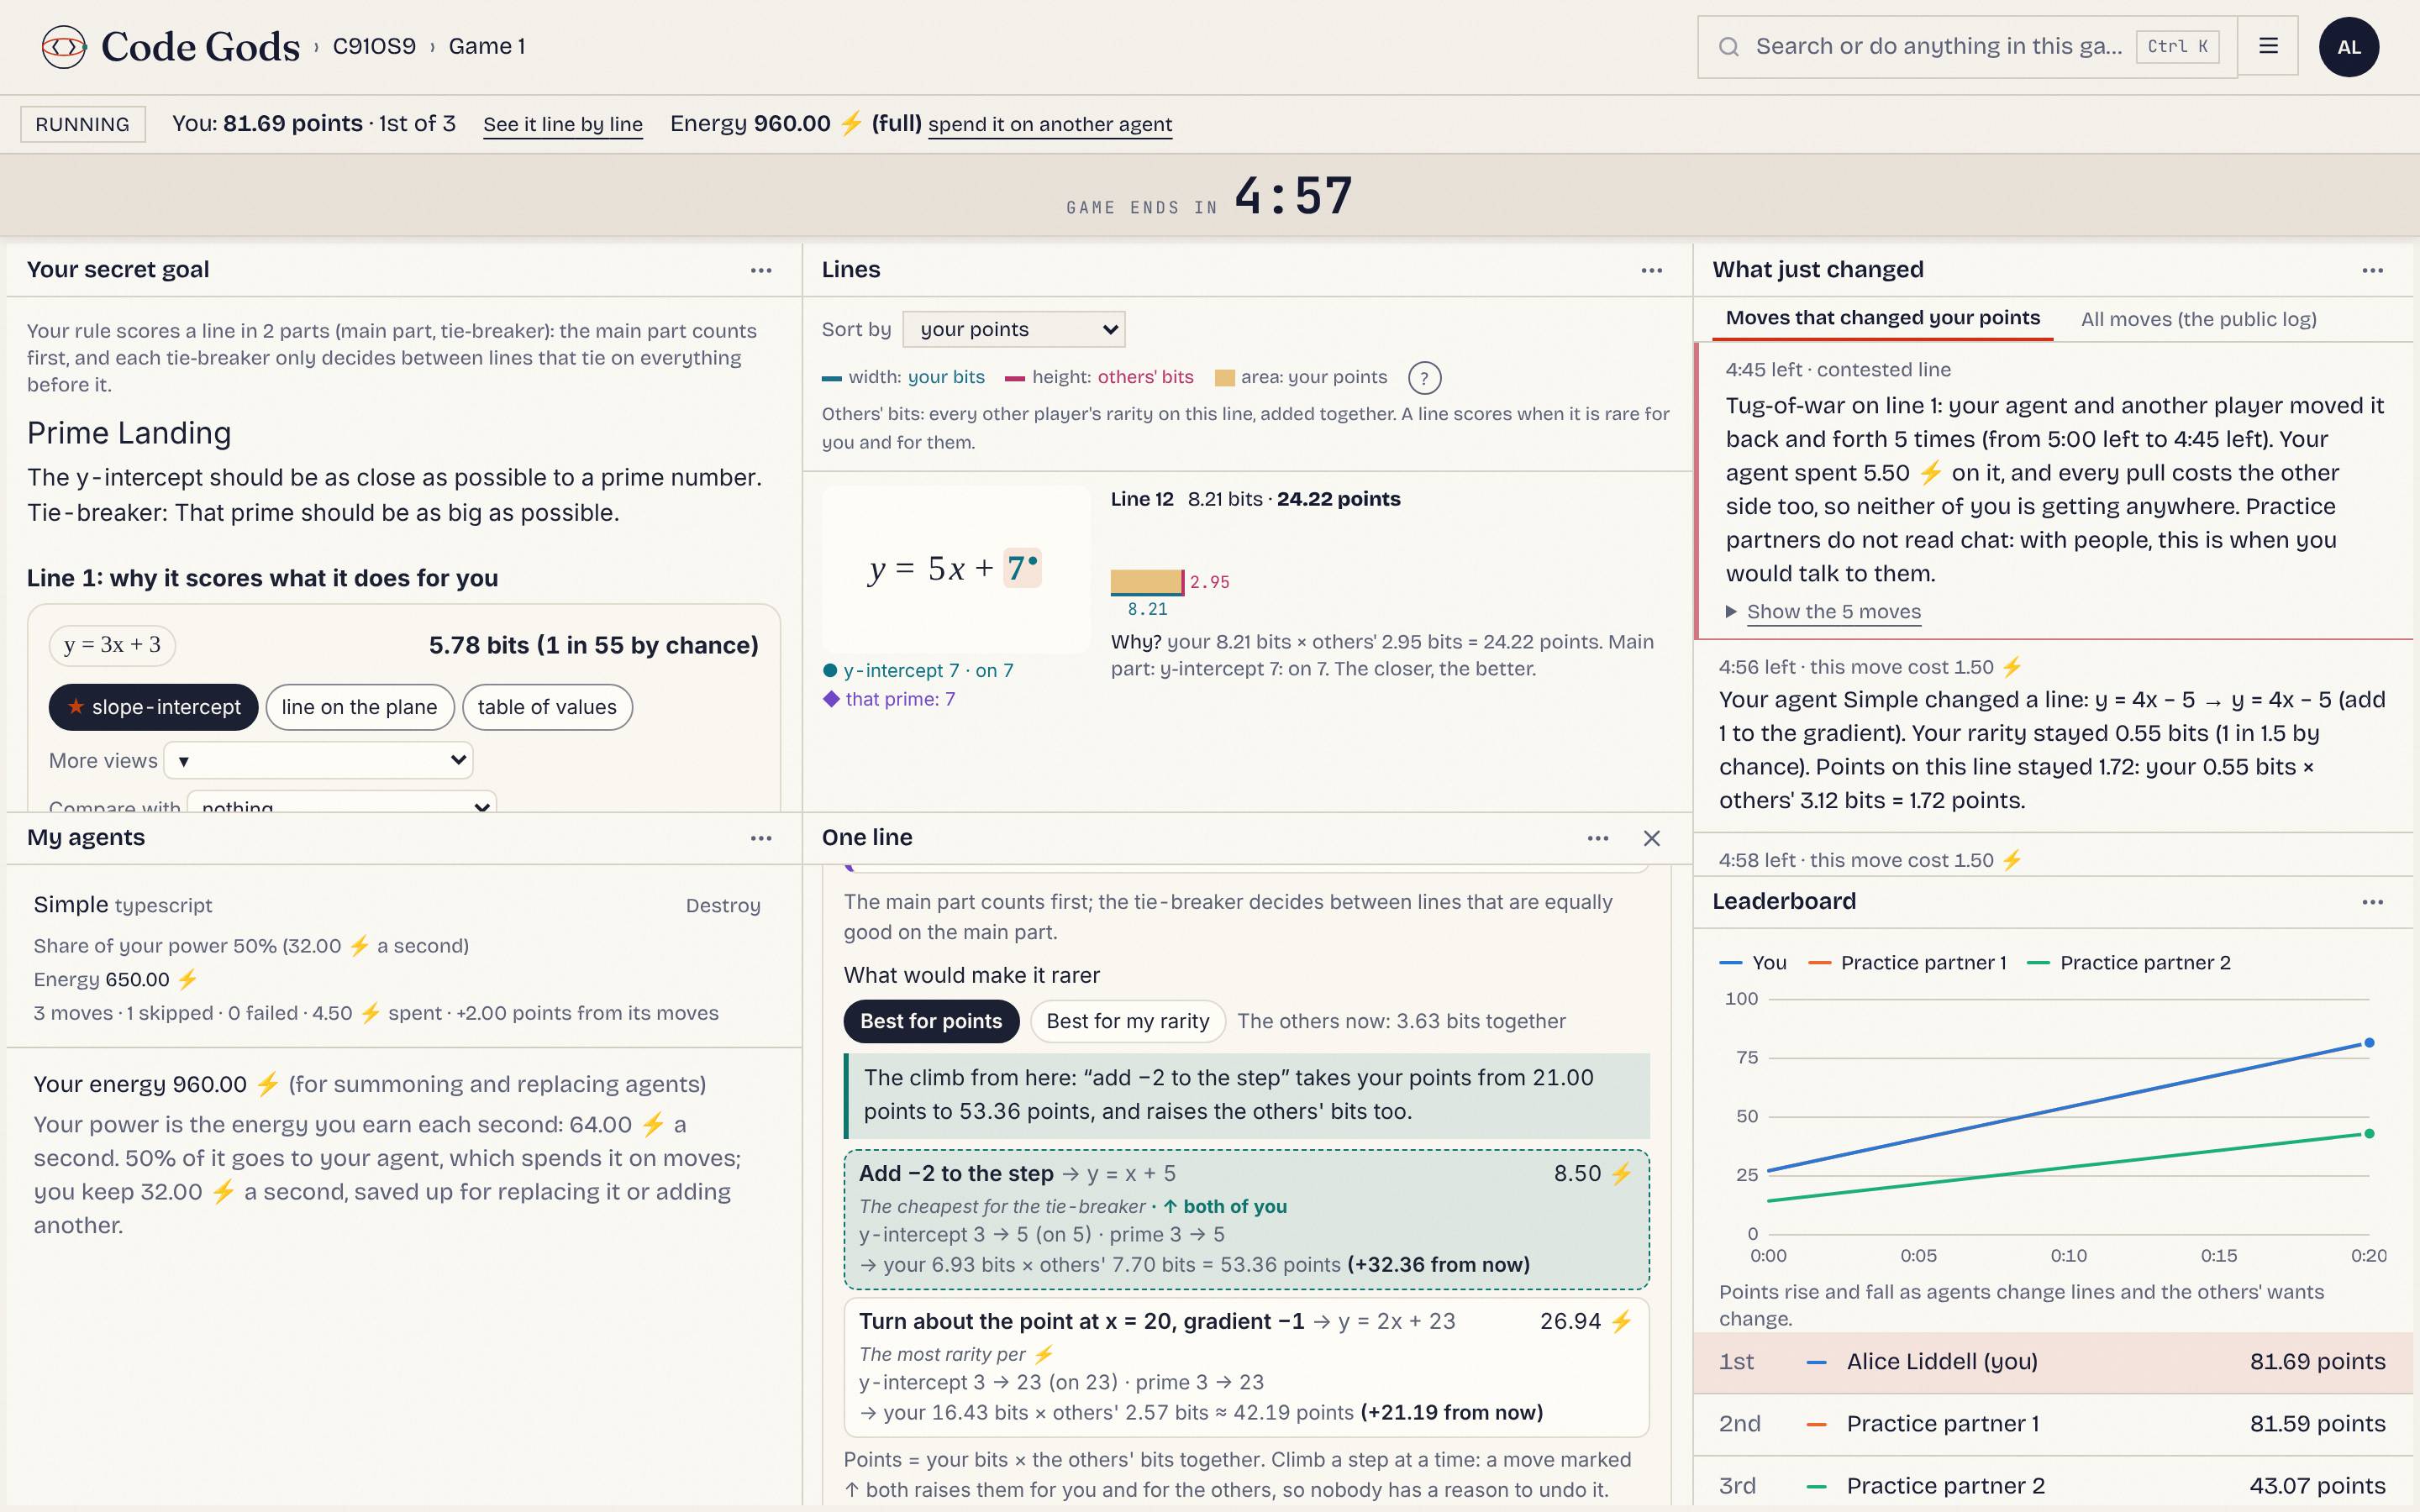 Code Gods › C91OS9 › Game 1
Search or do anything in this ga... Ctrl K
AL
RUNNING You: 81.69 points · 1st of 3 See it line by line Energy 960.00 ⚡ (full) spend it on another agent
GAME ENDS IN 4:57
Your secret goal
Your rule scores a line in 2 parts (main part, tie-breaker): the main part counts
first, and each tie-breaker only decides between lines that tie on everything
before it.
Prime Landing
The y-intercept should be as close as possible to a prime number.
Tie-breaker: That prime should be as big as possible.
Line 1: why it scores what it does for you
y = 3x + 3 5.78 bits (1 in 55 by chance)
★ slope-intercept line on the plane table of values
More views ▾
Compare with nothing
My agents
Simple typescript Destroy
Share of your power 50% (32.00 ⚡ a second)
Energy 650.00 ⚡
3 moves · 1 skipped · 0 failed · 4.50 ⚡ spent · +2.00 points from its moves
Your energy 960.00 ⚡ (for summoning and replacing agents)
Your power is the energy you earn each second: 64.00 ⚡ a
second. 50% of it goes to your agent, which spends it on moves;
you keep 32.00 ⚡ a second, saved up for replacing it or adding
another.
Lines
Sort by your points
width: your bits height: others' bits area: your points ?
Others' bits: every other player's rarity on this line, added together. A line scores when it is rare for
you and for them.
y = 5x + 7
y-intercept 7 · on 7
that prime: 7
Line 12 8.21 bits · 24.22 points
2.95
8.21
Why? your 8.21 bits × others' 2.95 bits = 24.22 points. Main
part: y-intercept 7: on 7. The closer, the better.
One line
The main part counts first; the tie-breaker decides between lines that are equally
good on the main part.
What would make it rarer
Best for points Best for my rarity The others now: 3.63 bits together
The climb from here: “add −2 to the step” takes your points from 21.00
points to 53.36 points, and raises the others' bits too.
Add −2 to the step → y = x + 5 8.50 ⚡
The cheapest for the tie-breaker · ↑ both of you
y-intercept 3 → 5 (on 5) · prime 3 → 5
→ your 6.93 bits × others' 7.70 bits = 53.36 points (+32.36 from now)
Turn about the point at x = 20, gradient −1 → y = 2x + 23 26.94 ⚡
The most rarity per ⚡
y-intercept 3 → 23 (on 23) · prime 3 → 23
→ your 16.43 bits × others' 2.57 bits ≈ 42.19 points (+21.19 from now)
Points = your bits × the others' bits together. Climb a step at a time: a move marked
↑ both raises them for you and for the others, so nobody has a reason to undo it.
What just changed
Moves that changed your points All moves (the public log)
4:45 left · contested line
Tug-of-war on line 1: your agent and another player moved it
back and forth 5 times (from 5:00 left to 4:45 left). Your
agent spent 5.50 ⚡ on it, and every pull costs the other
side too, so neither of you is getting anywhere. Practice
partners do not read chat: with people, this is when you
would talk to them.
▶ Show the 5 moves
4:56 left · this move cost 1.50 ⚡
Your agent Simple changed a line: y = 4x − 5 → y = 4x − 5 (add
1 to the gradient). Your rarity stayed 0.55 bits (1 in 1.5 by
chance). Points on this line stayed 1.72: your 0.55 bits ×
others' 3.12 bits = 1.72 points.
4:58 left · this move cost 1.50 ⚡
Leaderboard
You Practice partner 1 Practice partner 2
100
75
50
25
0
0:00 0:05 0:10 0:15 0:20
Points rise and fall as agents change lines and the others' wants
change.
1st Alice Liddell (you) 81.69 points
2nd Practice partner 1 81.59 points
3rd Practice partner 2 43.07 points